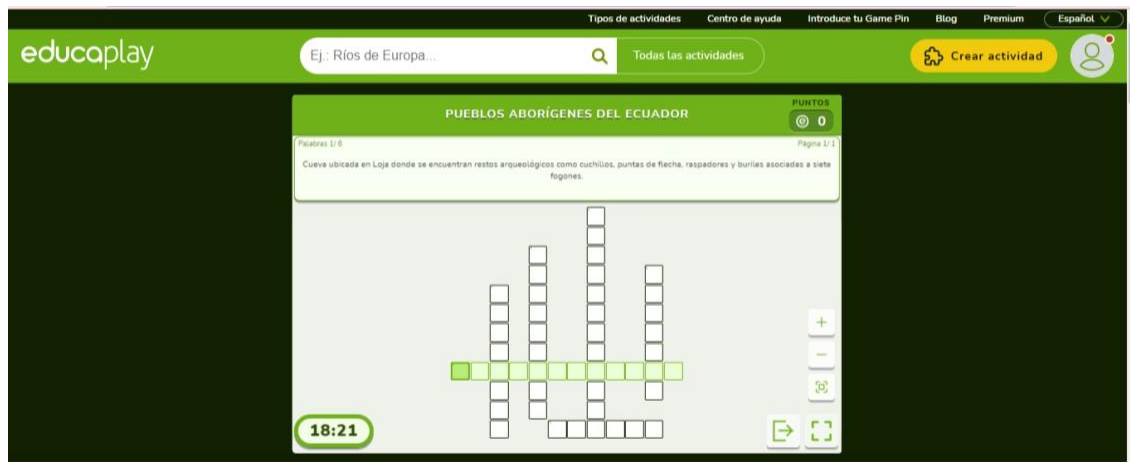 Tipos de actividades Centro de ayuda Introduce tu Game Pin Blog Premium Español
educaplay Ej.: Ríos de Europa... Todas las actividades Crear actividad
PUEBLOS ABORÍGENES DEL ECUADOR
PUNTOS
0
Palabras 1/ 6 Página 1/ 1
Cueva ubicada en Loja donde se encuentran restos arqueológicos como cuchillos, puntas de flecha, raspadores y buriles asociadas a siete
fogones.
18:21